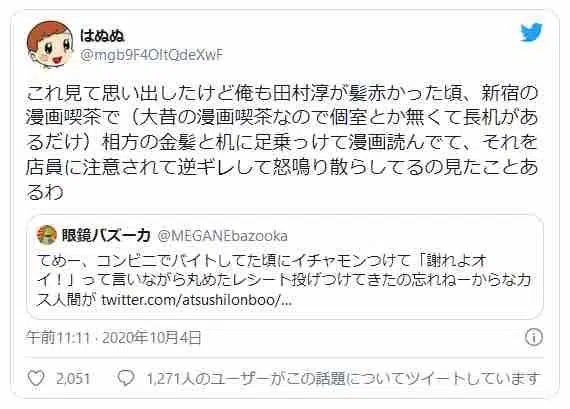 はぬぬ
@mgb9F4OltQdeXwF
これ見て思い出したけど俺も田村淳が髪赤かった頃、新宿の
漫画喫茶で（大昔の漫画喫茶なので個室とか無くて長机が
あるだけ）相方の金髪と机に足乗っけて漫画読んでて、それを
店員に注意されて逆ギレして怒鳴り散らしてるの見たことあ
るわ
眼鏡バズーカ @MEGANEbazooka
てめー、コンビニでバイトしてた頃にイチャモンつけて「謝れよオ
イ！」って言いながら丸めたレシート投げつけてきたの忘れねーからなカ
ス人間が twitter.com/atsushilonboo/…
午前11:11 · 2020年10月4日
2,051 1,271人のユーザーがこの話題についてツイートしています